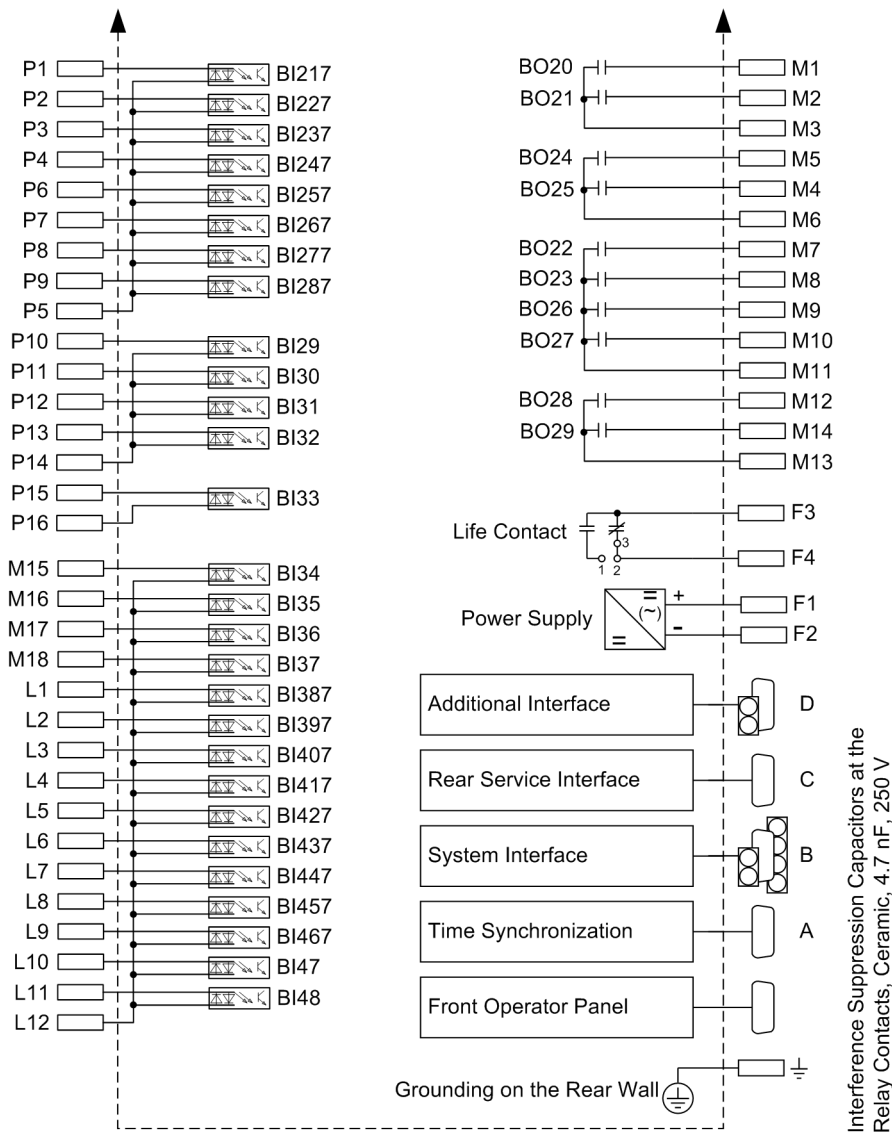 P1 BI217
P2 BI227
P3 BI237
P4 BI247
P6 BI257
P7 BI267
P8 BI277
P9 BI287
P5
P10 BI29
P11 BI30
P12 BI31
P13 BI32
P14
P15 BI33
P16
M15 BI34
M16 BI35
M17 BI36
M18 BI37
L1 BI387
L2 BI397
L3 BI407
L4 BI417
L5 BI427
L6 BI437
L7 BI447
L8 BI457
L9 BI467
L10 BI47
L11 BI48
L12
BO20 M1
BO21 M2
M3
BO24 M5
BO25 M4
M6
BO22 M7
BO23 M8
BO26 M9
BO27 M10
M11
BO28 M12
BO29 M14
M13
F3
Life Contact
3
F4
1 2
= + F1
(~)
Power Supply
= - F2
Additional Interface D
Rear Service Interface C
System Interface B
Time Synchronization A
Front Operator Panel
Grounding on the Rear Wall
Interference Suppression Capacitors at the
Relay Contacts, Ceramic, 4.7 nF, 250 V